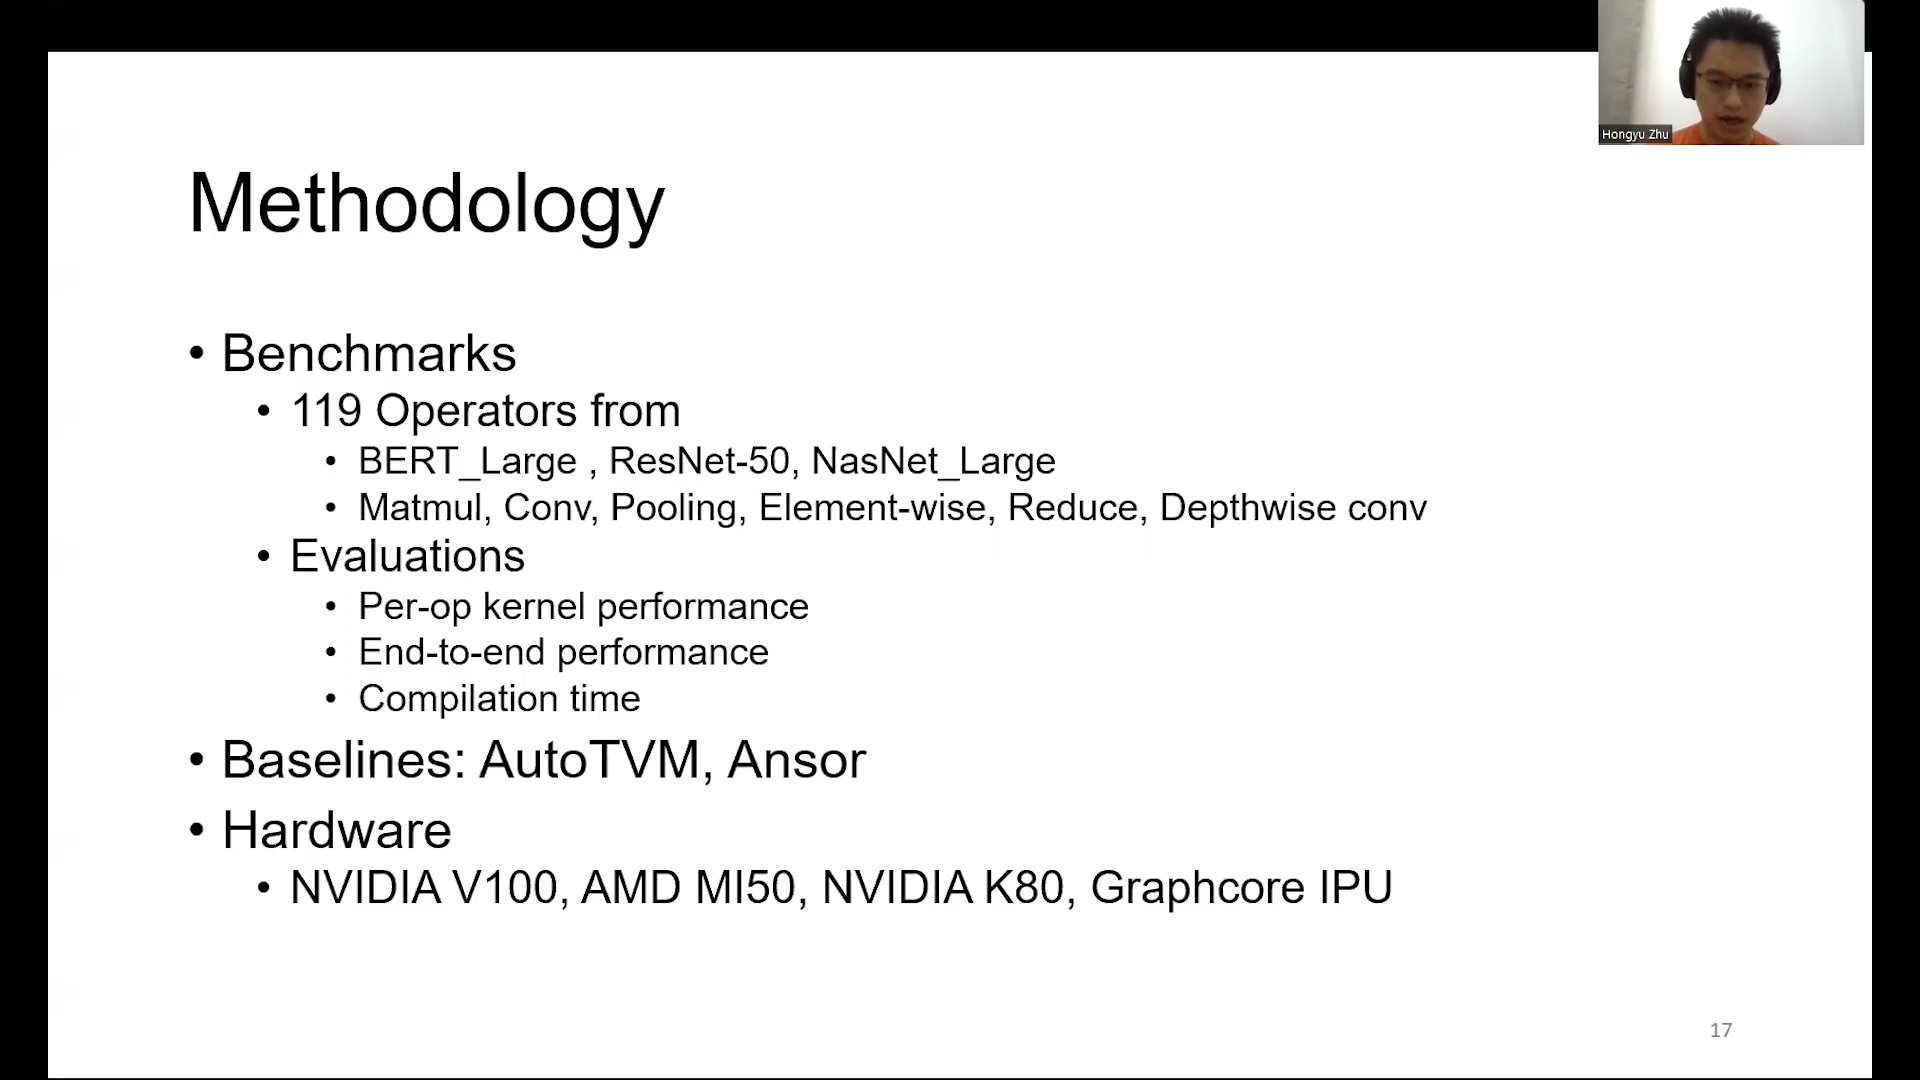 Hongyu Zhu
Methodology
• Benchmarks
• 119 Operators from
• BERT_Large , ResNet-50, NasNet_Large
• Matmul, Conv, Pooling, Element-wise, Reduce, Depthwise conv
• Evaluations
• Per-op kernel performance
• End-to-end performance
• Compilation time
• Baselines: AutoTVM, Ansor
• Hardware
• NVIDIA V100, AMD MI50, NVIDIA K80, Graphcore IPU
17